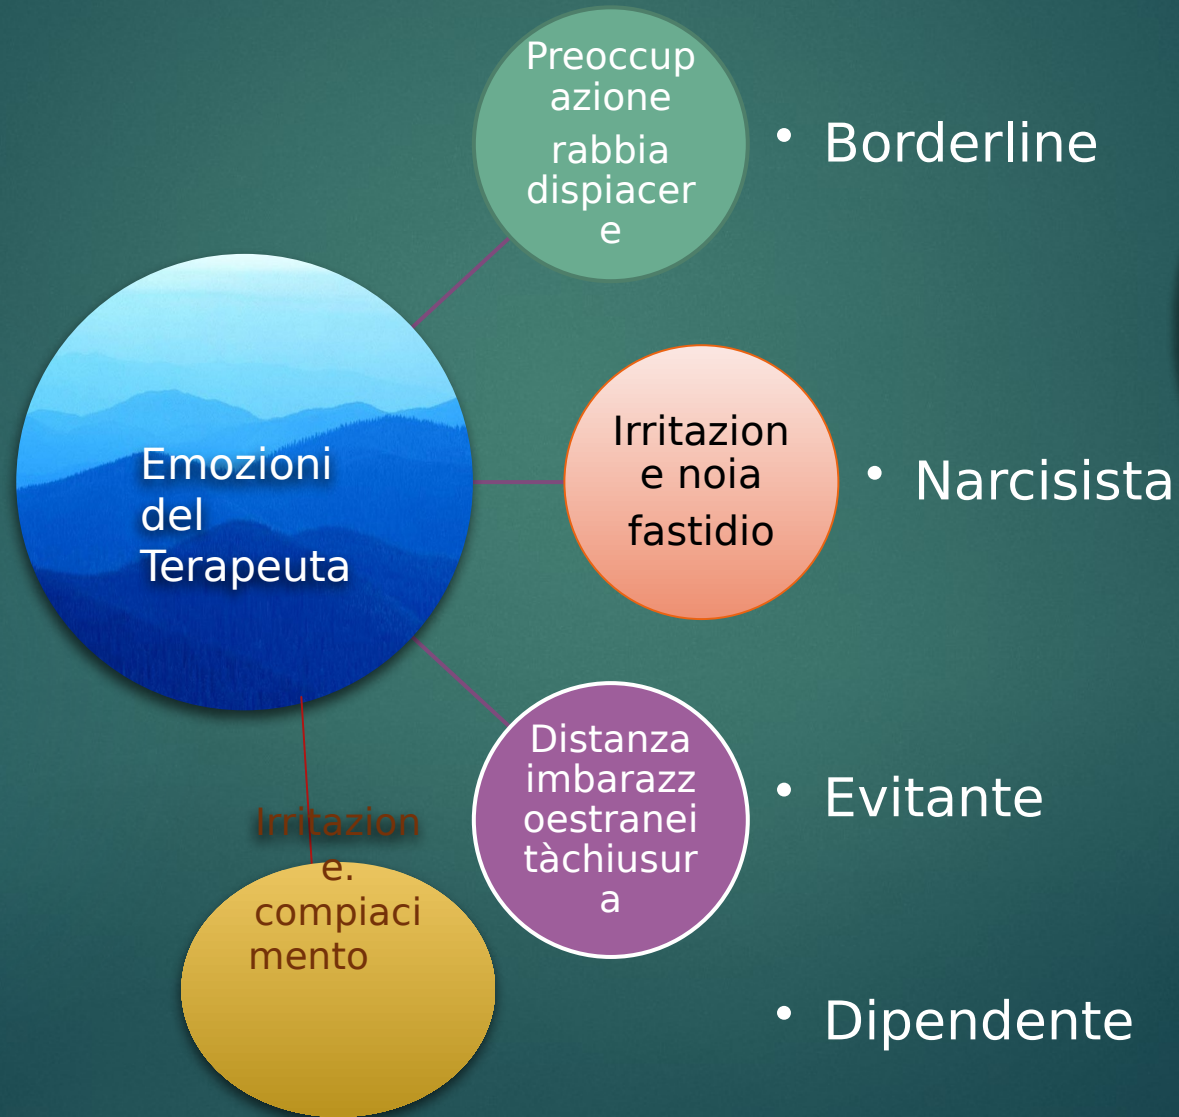 Preoccup
azione
rabbia
dispiacer
e
• Borderline
Emozioni
del
Terapeuta
Irritazion
e noia
fastidio
• Narcisista
Distanza
imbarazz
oestranei
tàchiusur
a
• Evitante
Irritazion
e.
compiaci
mento
• Dipendente